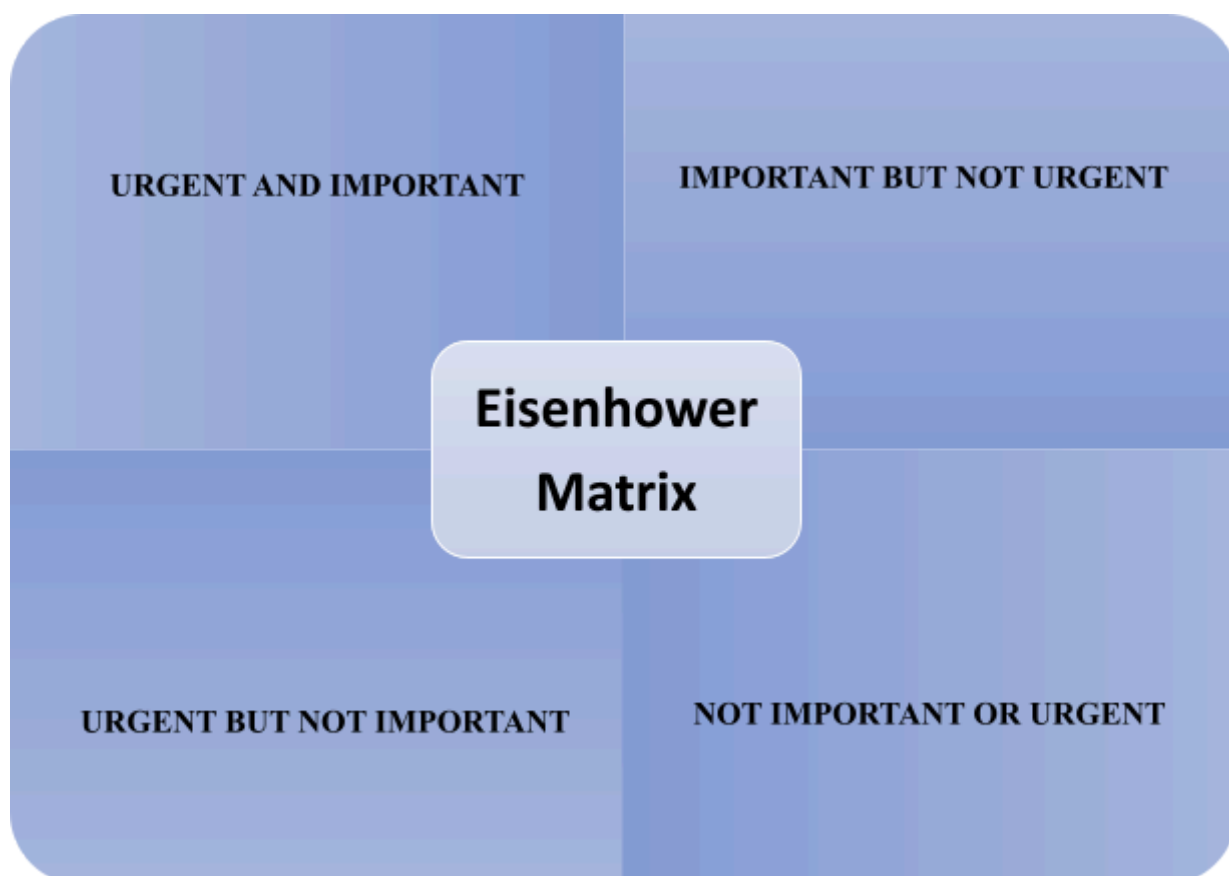 URGENT AND IMPORTANT
IMPORTANT BUT NOT URGENT
Eisenhower
Matrix
URGENT BUT NOT IMPORTANT
NOT IMPORTANT OR URGENT